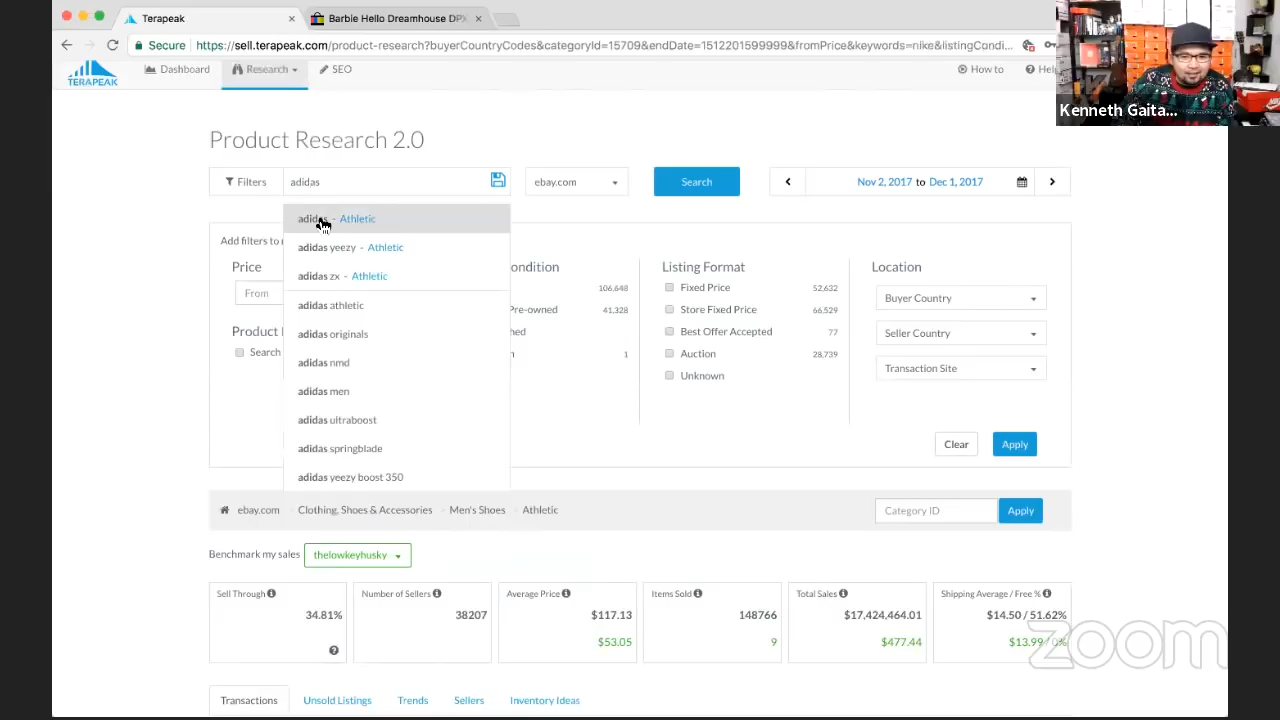 Terapeak
Barbie Hello Dreamhouse DPX
Secure https://sell.terapeak.com/product-research?buyerCountryCodes&categoryId=15709&endDate=1512201599999&fromPrice&keywords=nike&listingCondi...
TERAPEAK
Dashboard
Research
SEO
How to
Hel
Kenneth Gaita...
Product Research 2.0
Filters
adidas
ebay.com
Search
Nov 2, 2017 to Dec 1, 2017
adidas - Athletic
adidas yeezy - Athletic
adidas zx - Athletic
adidas athletic
adidas originals
adidas nmd
adidas men
adidas ultraboost
adidas springblade
adidas yeezy boost 350
Add filters to
Price
From
Product
Search
ondition
106,648
Pre-owned 41,328
hed
1
Listing Format
Fixed Price 52,632
Store Fixed Price 66,529
Best Offer Accepted 77
Auction 28,739
Unknown
Location
Buyer Country
Seller Country
Transaction Site
Clear
Apply
ebay.com Clothing, Shoes & Accessories Men's Shoes Athletic
Category ID
Apply
Benchmark my sales thelowkeyhusky
Sell Through
34.81%
Number of Sellers
38207
Average Price
$117.13
$53.05
Items Sold
148766
9
Total Sales
$17,424,464.01
$477.44
Shipping Average / Free %
$14.50 / 51.62%
$13.99 / 0%
zoom
Transactions
Unsold Listings
Trends
Sellers
Inventory Ideas